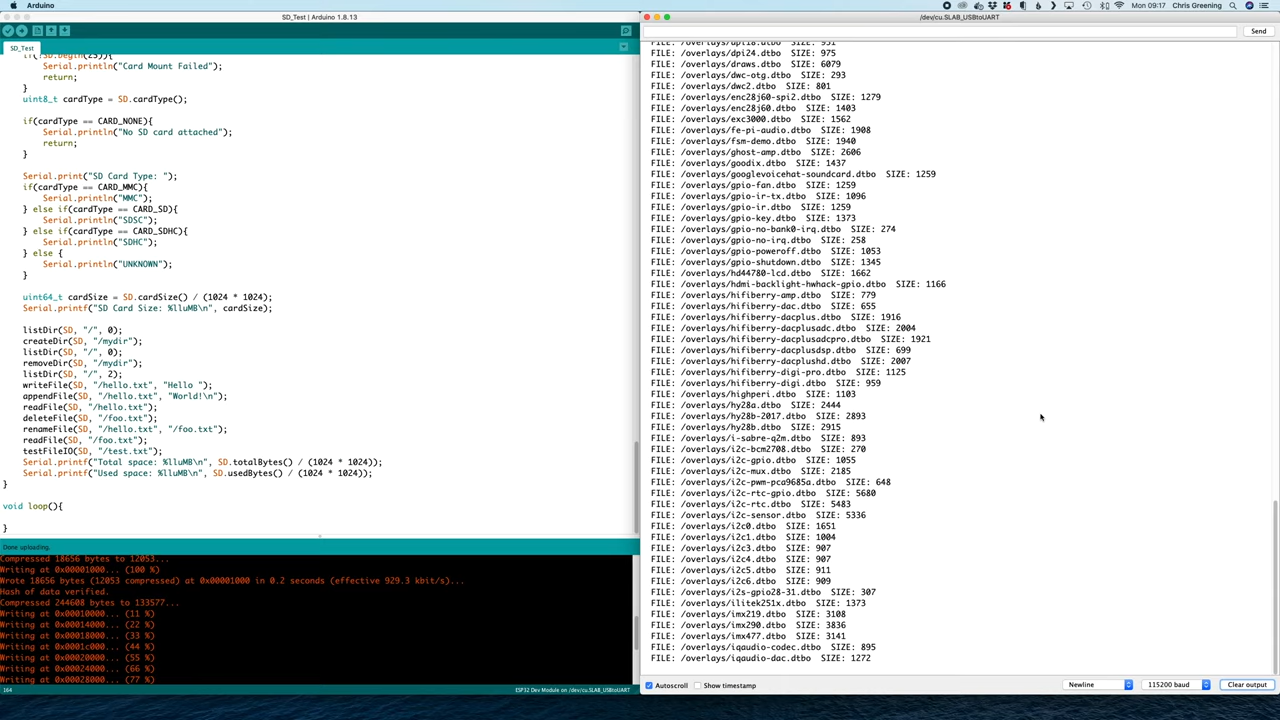 Arduino
Mon 09:17 Chris Greening
SD_Test | Arduino 1.8.13
SD_Test
Serial.println("Card Mount Failed");
return;
}
uint8_t cardType = SD.cardType();
if(cardType == CARD_NONE){
Serial.println("No SD card attached");
return;
}
Serial.print("SD Card Type: ");
if(cardType == CARD_MMC){
Serial.println("MMC");
} else if(cardType == CARD_SD){
Serial.println("SDSC");
} else if(cardType == CARD_SDHC){
Serial.println("SDHC");
} else {
Serial.println("UNKNOWN");
}
uint64_t cardSize = SD.cardSize() / (1024 * 1024);
Serial.printf("SD Card Size: %lluMB\n", cardSize);
listDir(SD, "/", 0);
createDir(SD, "/mydir");
listDir(SD, "/", 0);
removeDir(SD, "/mydir");
listDir(SD, "/", 2);
writeFile(SD, "/hello.txt", "Hello ");
appendFile(SD, "/hello.txt", "World!\n");
readFile(SD, "/hello.txt");
deleteFile(SD, "/foo.txt");
renameFile(SD, "/hello.txt", "/foo.txt");
readFile(SD, "/foo.txt");
testFileIO(SD, "/test.txt");
Serial.printf("Total space: %lluMB\n", SD.totalBytes() / (1024 * 1024));
Serial.printf("Used space: %lluMB\n", SD.usedBytes() / (1024 * 1024));
}
void loop(){
}
Done uploading.
Compressed 18656 bytes to 12053...
Writing at 0x00001000... (100 %)
Wrote 18656 bytes (12053 compressed) at 0x00001000 in 0.2 seconds (effective 929.3 kbit/s)...
Hash of data verified.
Compressed 244608 bytes to 133577...
Writing at 0x00010000... (11 %)
Writing at 0x00014000... (22 %)
Writing at 0x00018000... (33 %)
Writing at 0x0001c000... (44 %)
Writing at 0x00020000... (55 %)
Writing at 0x00024000... (66 %)
Writing at 0x00028000... (77 %)
164
ESP32 Dev Module on /dev/cu.SLAB_USBtoUART
/dev/cu.SLAB_USBtoUART
Send
FILE: /overlays/dpi24.dtbo SIZE: 975
FILE: /overlays/draws.dtbo SIZE: 6079
FILE: /overlays/dwc-otg.dtbo SIZE: 293
FILE: /overlays/dwc2.dtbo SIZE: 801
FILE: /overlays/enc28j60-spi2.dtbo SIZE: 1279
FILE: /overlays/enc28j60.dtbo SIZE: 1403
FILE: /overlays/exc3000.dtbo SIZE: 1562
FILE: /overlays/fe-pi-audio.dtbo SIZE: 1908
FILE: /overlays/fsm-demo.dtbo SIZE: 1940
FILE: /overlays/ghost-amp.dtbo SIZE: 2606
FILE: /overlays/goodix.dtbo SIZE: 1437
FILE: /overlays/googlevoicehat-soundcard.dtbo SIZE: 1259
FILE: /overlays/gpio-fan.dtbo SIZE: 1259
FILE: /overlays/gpio-ir-tx.dtbo SIZE: 1096
FILE: /overlays/gpio-ir.dtbo SIZE: 1259
FILE: /overlays/gpio-key.dtbo SIZE: 1373
FILE: /overlays/gpio-no-bank0-irq.dtbo SIZE: 274
FILE: /overlays/gpio-no-irq.dtbo SIZE: 258
FILE: /overlays/gpio-poweroff.dtbo SIZE: 1053
FILE: /overlays/gpio-shutdown.dtbo SIZE: 1345
FILE: /overlays/hd44780-lcd.dtbo SIZE: 1662
FILE: /overlays/hdmi-backlight-hwhack-gpio.dtbo SIZE: 1166
FILE: /overlays/hifiberry-amp.dtbo SIZE: 779
FILE: /overlays/hifiberry-dac.dtbo SIZE: 655
FILE: /overlays/hifiberry-dacplus.dtbo SIZE: 1916
FILE: /overlays/hifiberry-dacplusadc.dtbo SIZE: 2004
FILE: /overlays/hifiberry-dacplusadcpro.dtbo SIZE: 1921
FILE: /overlays/hifiberry-dacplusdsp.dtbo SIZE: 699
FILE: /overlays/hifiberry-dacplushd.dtbo SIZE: 2007
FILE: /overlays/hifiberry-digi-pro.dtbo SIZE: 1125
FILE: /overlays/hifiberry-digi.dtbo SIZE: 959
FILE: /overlays/highperi.dtbo SIZE: 1103
FILE: /overlays/hy28a.dtbo SIZE: 2444
FILE: /overlays/hy28b-2017.dtbo SIZE: 2893
FILE: /overlays/hy28b.dtbo SIZE: 2915
FILE: /overlays/i-sabre-q2m.dtbo SIZE: 893
FILE: /overlays/i2c-bcm2708.dtbo SIZE: 270
FILE: /overlays/i2c-gpio.dtbo SIZE: 1055
FILE: /overlays/i2c-mux.dtbo SIZE: 2185
FILE: /overlays/i2c-pwm-pca9685a.dtbo SIZE: 648
FILE: /overlays/i2c-rtc-gpio.dtbo SIZE: 5680
FILE: /overlays/i2c-rtc.dtbo SIZE: 5483
FILE: /overlays/i2c-sensor.dtbo SIZE: 5336
FILE: /overlays/i2c0.dtbo SIZE: 1651
FILE: /overlays/i2c1.dtbo SIZE: 1004
FILE: /overlays/i2c3.dtbo SIZE: 907
FILE: /overlays/i2c4.dtbo SIZE: 907
FILE: /overlays/i2c5.dtbo SIZE: 911
FILE: /overlays/i2c6.dtbo SIZE: 909
FILE: /overlays/i2s-gpio28-31.dtbo SIZE: 307
FILE: /overlays/ilitek251x.dtbo SIZE: 1373
FILE: /overlays/imx219.dtbo SIZE: 3108
FILE: /overlays/imx290.dtbo SIZE: 3836
FILE: /overlays/imx477.dtbo SIZE: 3141
FILE: /overlays/iqaudio-codec.dtbo SIZE: 895
FILE: /overlays/iqaudio-dac.dtbo SIZE: 1272
Autoscroll Show timestamp
Newline
115200 baud
Clear output